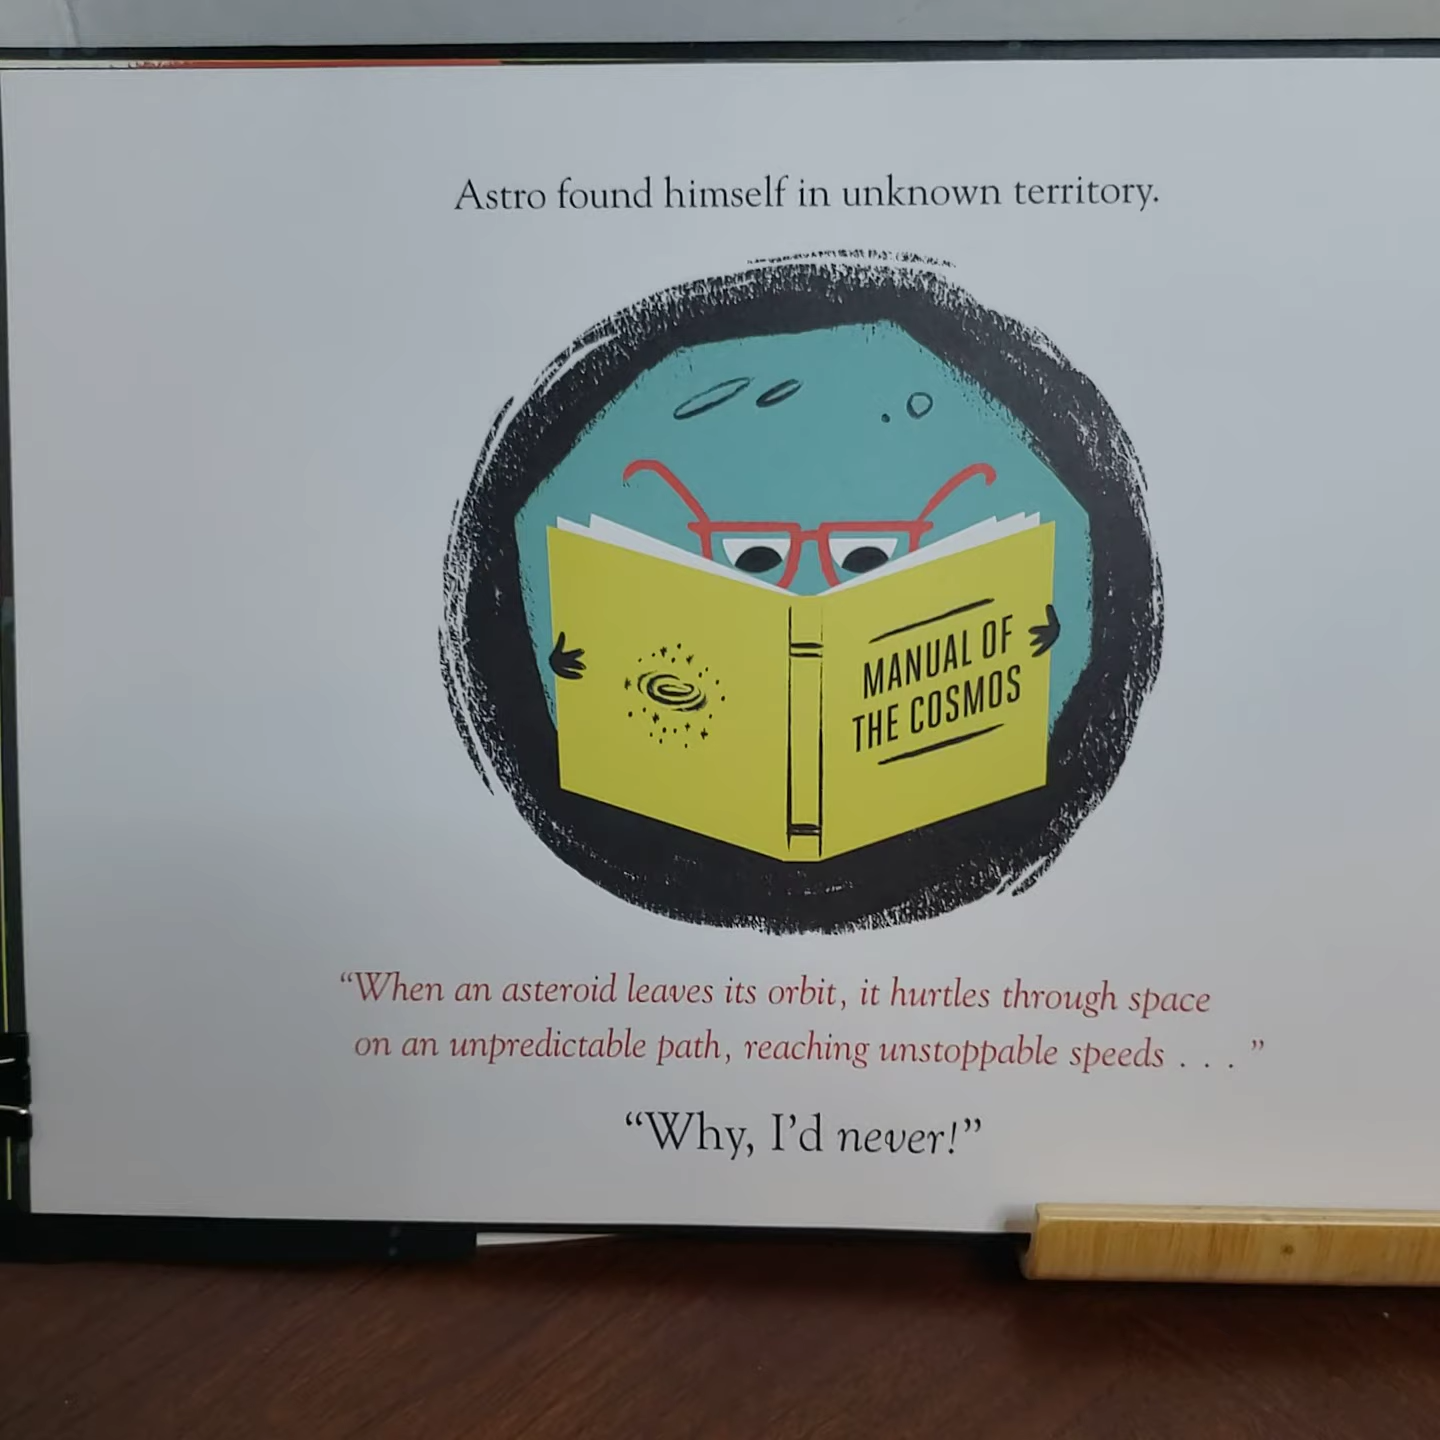 Astro found himself in unknown territory.
MANUAL OF
THE COSMOS
“When an asteroid leaves its orbit, it hurtles through space
on an unpredictable path, reaching unstoppable speeds . . . ”
“Why, I’d never!”